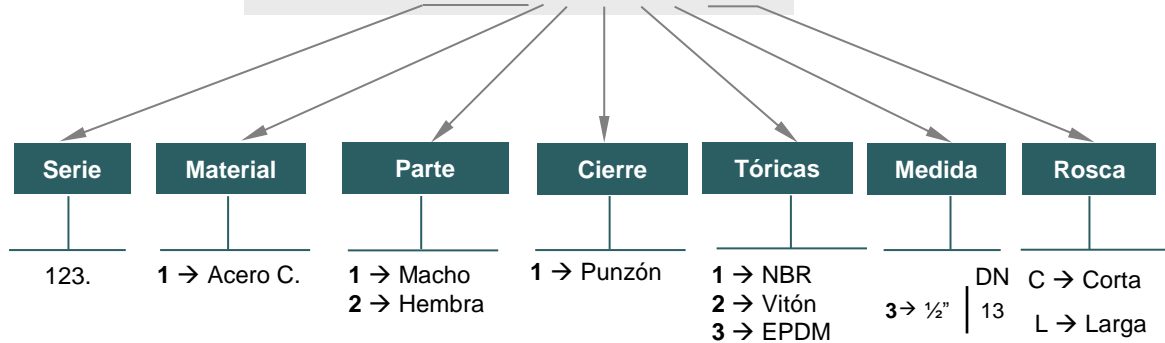 Serie Material Parte Cierre Tóricas Medida Rosca
123.
1 → Acero C.
1 → Macho
2 → Hembra
1 → Punzón
1 → NBR
2 → Vitón
3 → EPDM
DN
3→ ½” 13
C → Corta
L → Larga